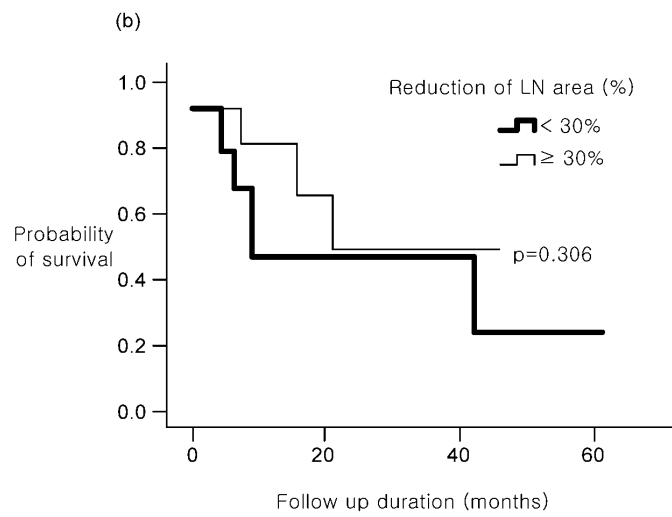 (b)
1.0
Reduction of LN area (%)
< 30%
≥ 30%
0.8
0.6
Probability
of survival
p=0.306
0.4
0.2
0.0
0 20 40 60
Follow up duration (months)